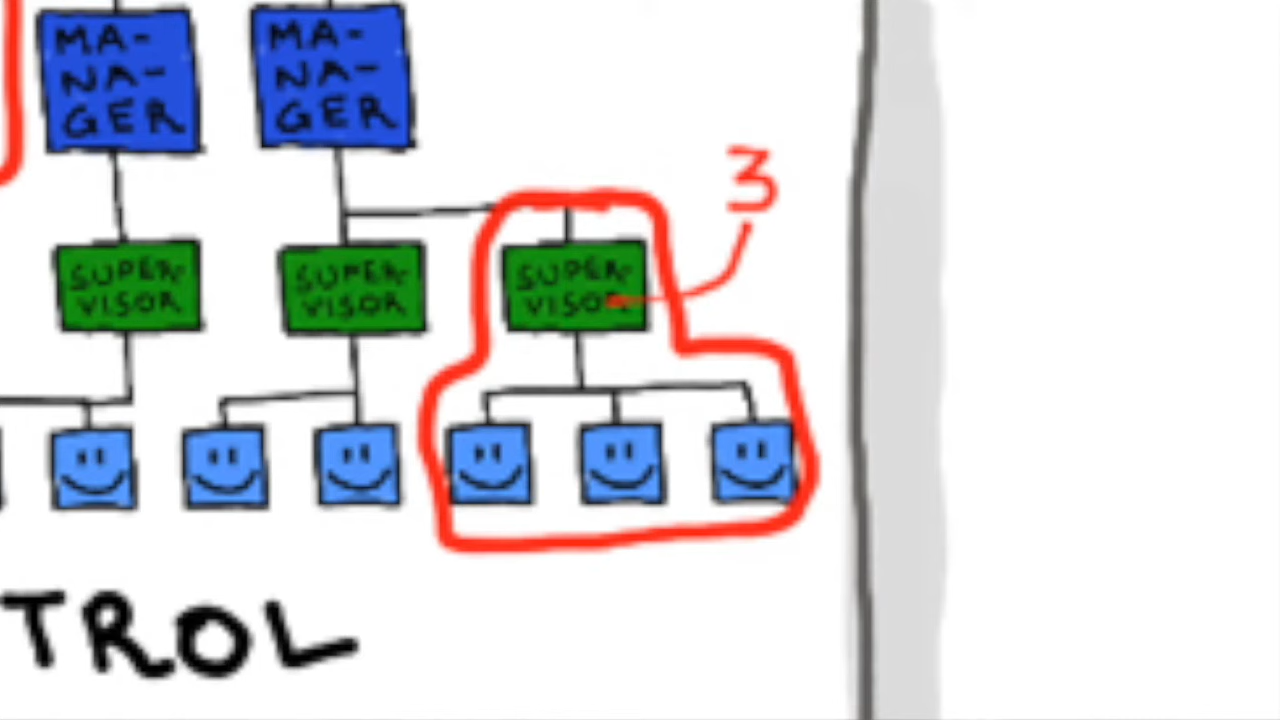 MA-
NA-
GER
MA-
NA-
GER
3
SUPER-
VISOR
SUPER-
VISOR
SUPER-
VISOR
TROL